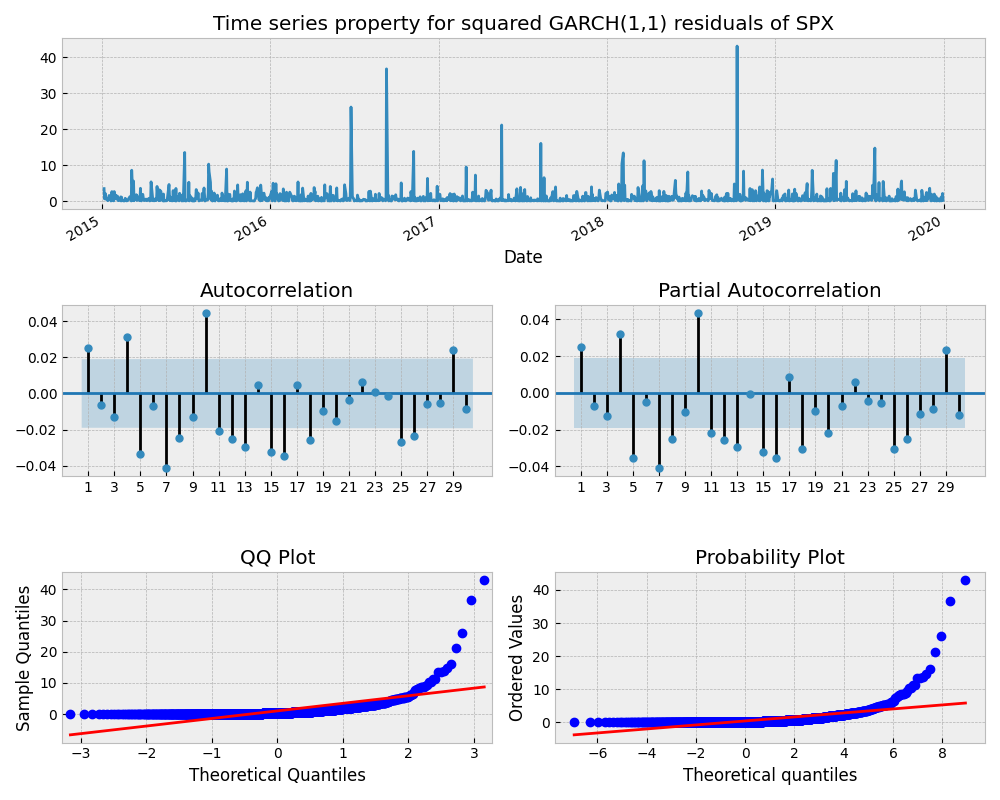 Time series property for squared GARCH(1,1) residuals of SPX
40
30
20
10
0
2015 2016 2017 2018 2019 2020
Date
Autocorrelation
0.04
0.02
0.00
−0.02
−0.04
1 3 5 7 9 11 13 15 17 19 21 23 25 27 29
Partial Autocorrelation
0.04
0.02
0.00
−0.02
−0.04
1 3 5 7 9 11 13 15 17 19 21 23 25 27 29
QQ Plot
Sample Quantiles
40
30
20
10
0
−3 −2 −1 0 1 2 3
Theoretical Quantiles
Probability Plot
Ordered Values
40
30
20
10
0
−6 −4 −2 0 2 4 6 8
Theoretical quantiles